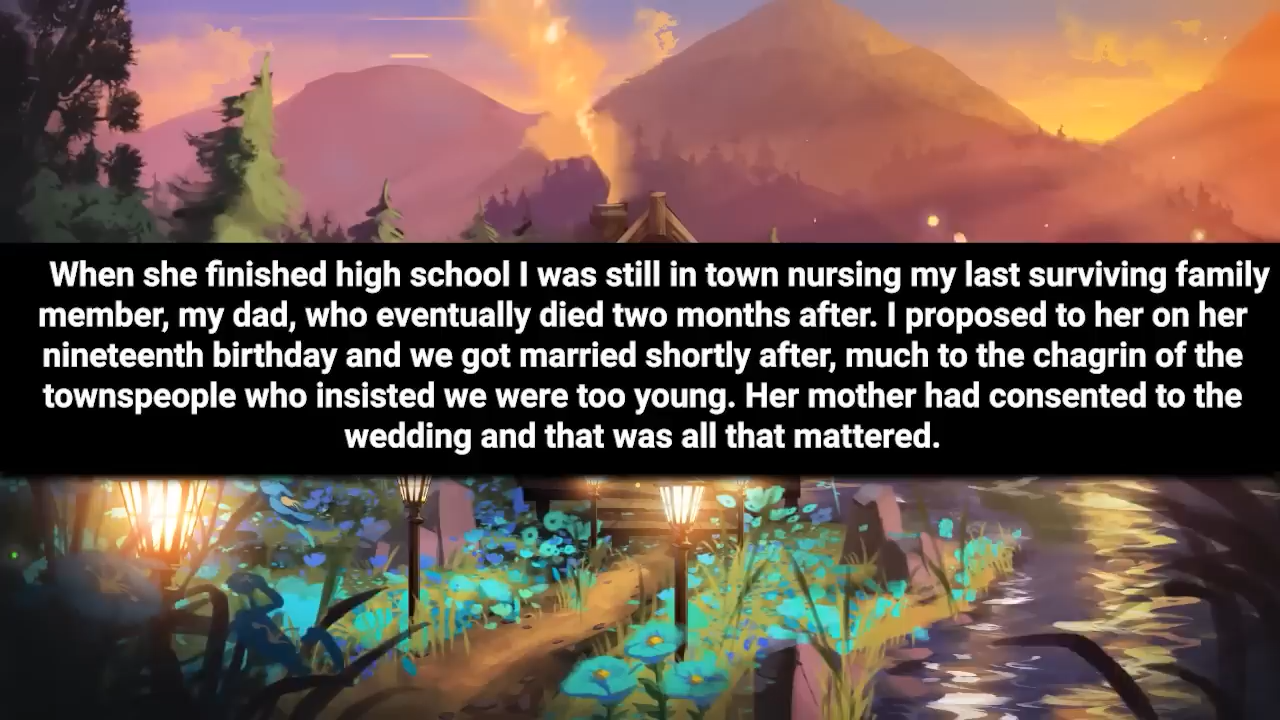 When she finished high school I was still in town nursing my last surviving family
member, my dad, who eventually died two months after. I proposed to her on her
nineteenth birthday and we got married shortly after, much to the chagrin of the
townspeople who insisted we were too young. Her mother had consented to the
wedding and that was all that mattered.